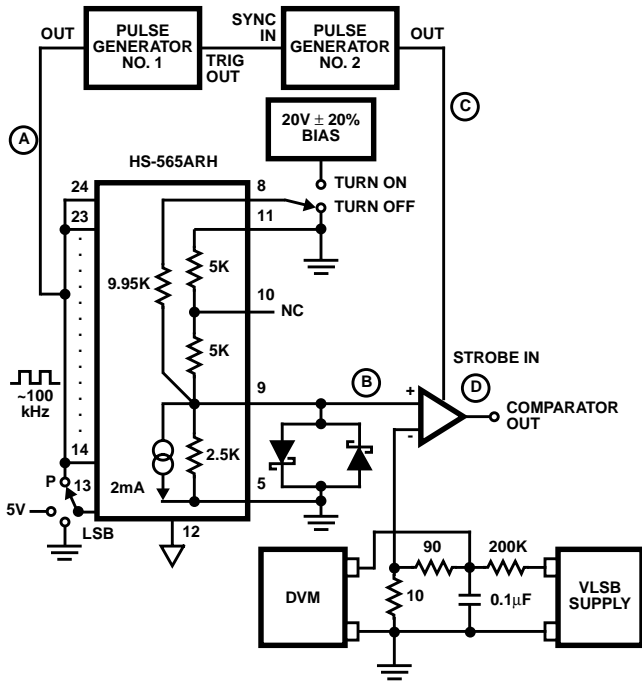 OUT
PULSE
GENERATOR
NO. 1
TRIG
OUT
SYNC
IN
PULSE
GENERATOR
NO. 2
OUT
A
C
20V ± 20%
BIAS
HS-565ARH
TURN ON
TURN OFF
24
23
8
11
5K
9.95K
10
NC
5K
9
B
STROBE IN
+
-
D
COMPARATOR
OUT
~100
kHz
14
2.5K
2mA
5
P
13
5V
LSB
12
DVM
90
200K
10
0.1µF
VLSB
SUPPLY